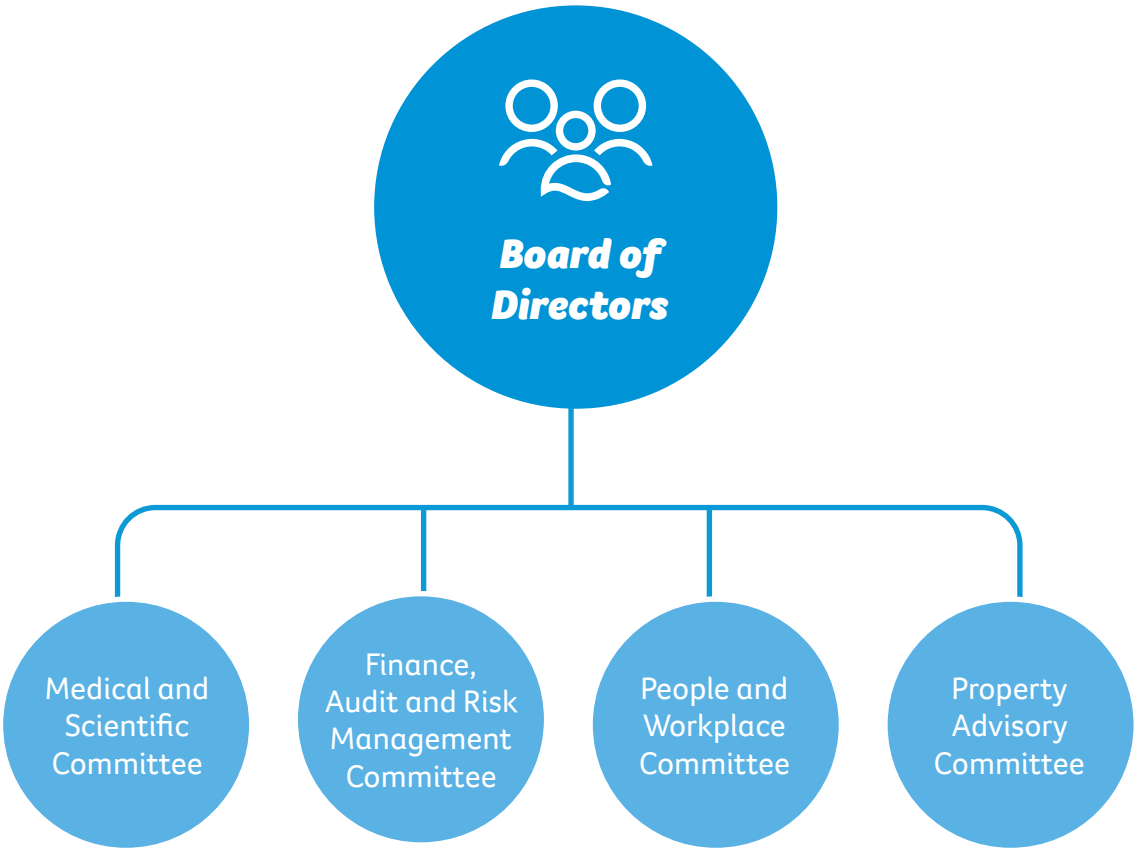 Board of
Directors
Medical and
Scientific
Committee
Finance,
Audit and Risk
Management
Committee
People and
Workplace
Committee
Property
Advisory
Committee